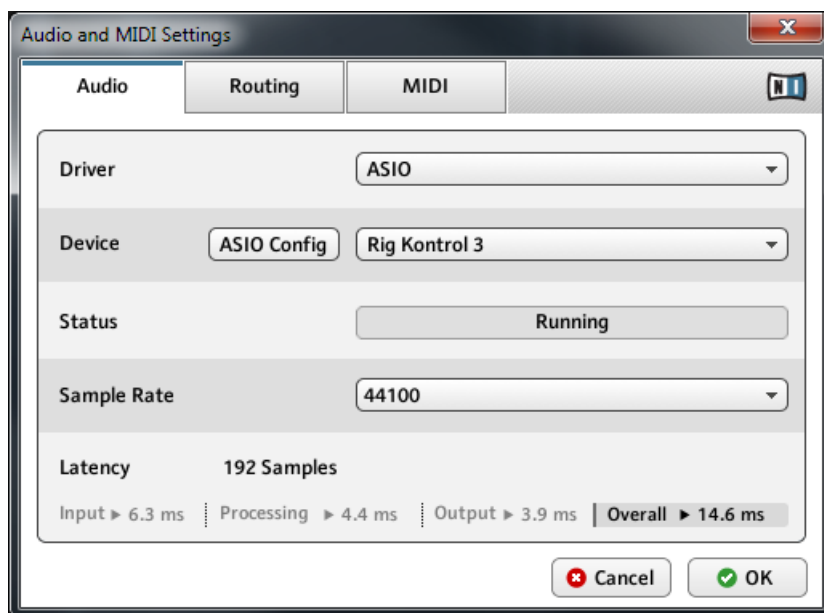 Audio and MIDI Settings
Audio Routing MIDI NI
Driver ASIO
Device ASIO Config Rig Kontrol 3
Status Running
Sample Rate 44100
Latency 192 Samples
Input ▶ 6.3 ms Processing ▶ 4.4 ms Output ▶ 3.9 ms Overall ▶ 14.6 ms
Cancel OK